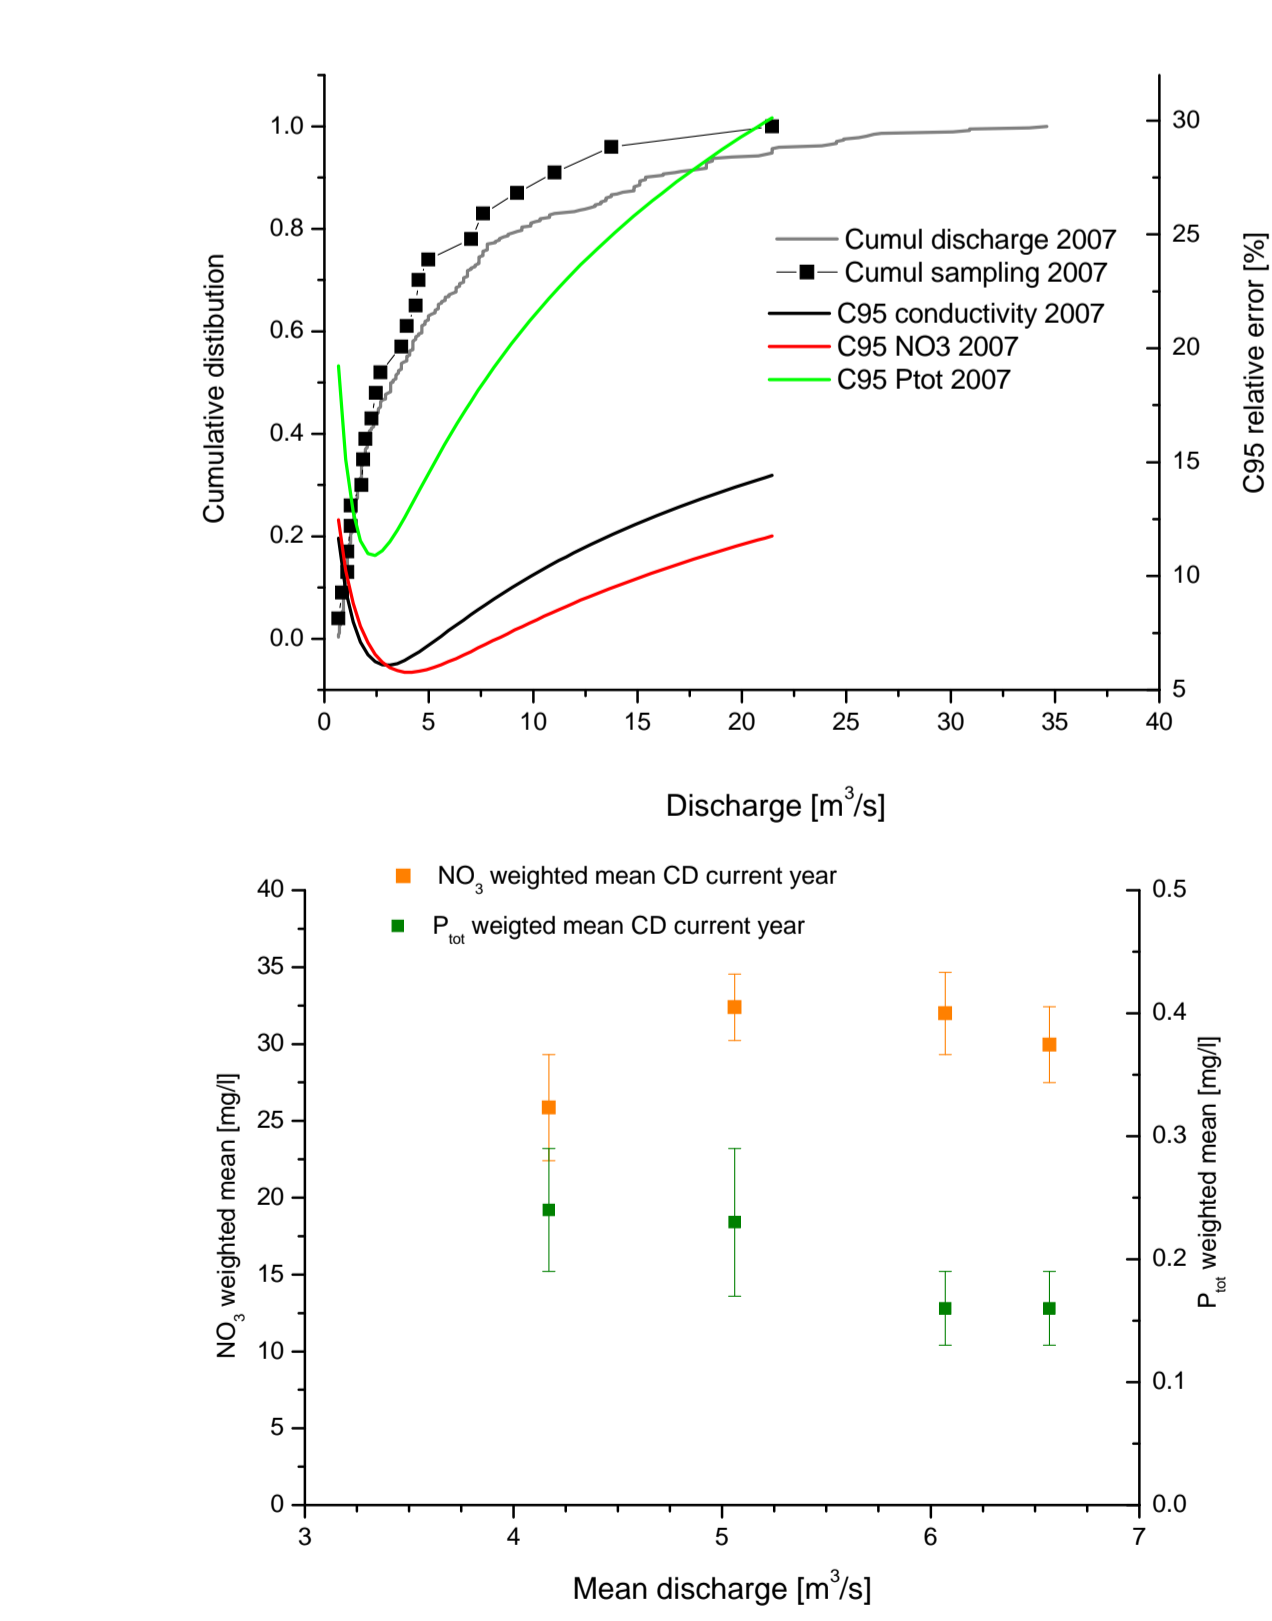 1.0
0.8
0.6
0.4
0.2
0.0
Cumulative distibution
30
25
20
15
10
5
C95 relative error [%]
Cumul discharge 2007
Cumul sampling 2007
C95 conductivity 2007
C95 NO3 2007
C95 Ptot 2007
0 5 10 15 20 25 30 35 40
Discharge [m3/s]
NO3 weighted mean CD current year
Ptot weigted mean CD current year
40
35
30
25
20
15
10
5
0
NO3 weighted mean [mg/l]
0.5
0.4
0.3
0.2
0.1
0.0
Ptot weighted mean [mg/l]
3 4 5 6 7
Mean discharge [m3/s]